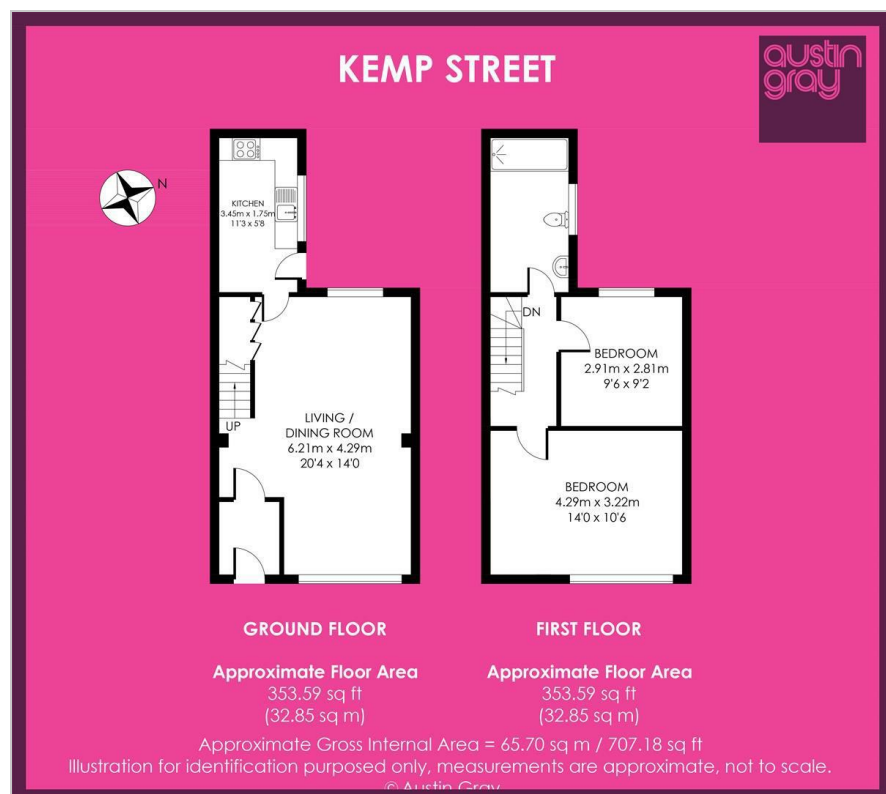 KEMP STREET
austin
gray
N
KITCHEN
3.45m x 1.75m
11'3 x 5'8
UP
LIVING /
DINING ROOM
6.21m x 4.29m
20'4 x 14'0
DN
BEDROOM
2.91m x 2.81m
9'6 x 9'2
BEDROOM
4.29m x 3.22m
14'0 x 10'6
GROUND FLOOR
Approximate Floor Area
353.59 sq ft
(32.85 sq m)
FIRST FLOOR
Approximate Floor Area
353.59 sq ft
(32.85 sq m)
Approximate Gross Internal Area = 65.70 sq m / 707.18 sq ft
Illustration for identification purposed only, measurements are approximate, not to scale.
© Austin Gray